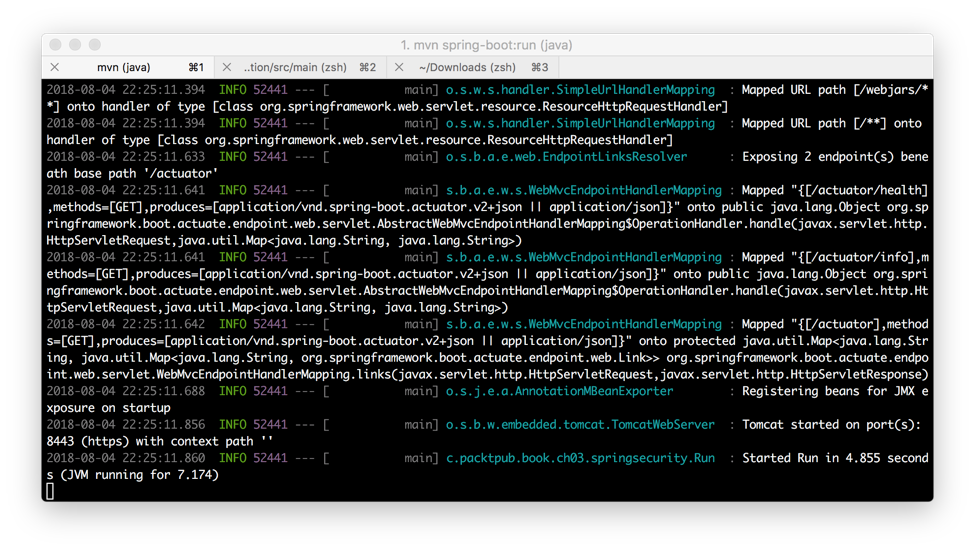 1. mvn spring-boot:run (java)
mvn (java) ⌘1 ..tion/src/main (zsh) ⌘2 ~/Downloads (zsh) ⌘3
2018-08-04 22:25:11.394  INFO 52441 --- [           main] o.s.w.s.handler.SimpleUrlHandlerMapping  : Mapped URL path [/webjars/*
*] onto handler of type [class org.springframework.web.servlet.resource.ResourceHttpRequestHandler]
2018-08-04 22:25:11.394  INFO 52441 --- [           main] o.s.w.s.handler.SimpleUrlHandlerMapping  : Mapped URL path [/**] onto
handler of type [class org.springframework.web.servlet.resource.ResourceHttpRequestHandler]
2018-08-04 22:25:11.633  INFO 52441 --- [           main] o.s.b.a.e.web.EndpointLinksResolver      : Exposing 2 endpoint(s) bene
ath base path '/actuator'
2018-08-04 22:25:11.641  INFO 52441 --- [           main] s.b.a.e.w.s.WebMvcEndpointHandlerMapping : Mapped "{[/actuator/health]
,methods=[GET],produces=[application/vnd.spring-boot.actuator.v2+json || application/json]}" onto public java.lang.Object org.sp
ringframework.boot.actuate.endpoint.web.servlet.AbstractWebMvcEndpointHandlerMapping$OperationHandler.handle(javax.servlet.http.
HttpServletRequest,java.util.Map<java.lang.String, java.lang.String>)
2018-08-04 22:25:11.641  INFO 52441 --- [           main] s.b.a.e.w.s.WebMvcEndpointHandlerMapping : Mapped "{[/actuator/info],m
ethods=[GET],produces=[application/vnd.spring-boot.actuator.v2+json || application/json]}" onto public java.lang.Object org.spri
ngframework.boot.actuate.endpoint.web.servlet.AbstractWebMvcEndpointHandlerMapping$OperationHandler.handle(javax.servlet.http.Ht
tpServletRequest,java.util.Map<java.lang.String, java.lang.String>)
2018-08-04 22:25:11.642  INFO 52441 --- [           main] s.b.a.e.w.s.WebMvcEndpointHandlerMapping : Mapped "{[/actuator],method
s=[GET],produces=[application/vnd.spring-boot.actuator.v2+json || application/json]}" onto protected java.util.Map<java.lang.Str
ing, java.util.Map<java.lang.String, org.springframework.boot.actuate.endpoint.web.Link>> org.springframework.boot.actuate.endpo
int.web.servlet.WebMvcEndpointHandlerMapping.links(javax.servlet.http.HttpServletRequest,javax.servlet.http.HttpServletResponse)
2018-08-04 22:25:11.688  INFO 52441 --- [           main] o.s.j.e.a.AnnotationMBeanExporter        : Registering beans for JMX e
xposure on startup
2018-08-04 22:25:11.856  INFO 52441 --- [           main] o.s.b.w.embedded.tomcat.TomcatWebServer  : Tomcat started on port(s):
8443 (https) with context path ''
2018-08-04 22:25:11.860  INFO 52441 --- [           main] c.packtpub.book.ch03.springsecurity.Run  : Started Run in 4.855 second
s (JVM running for 7.174)